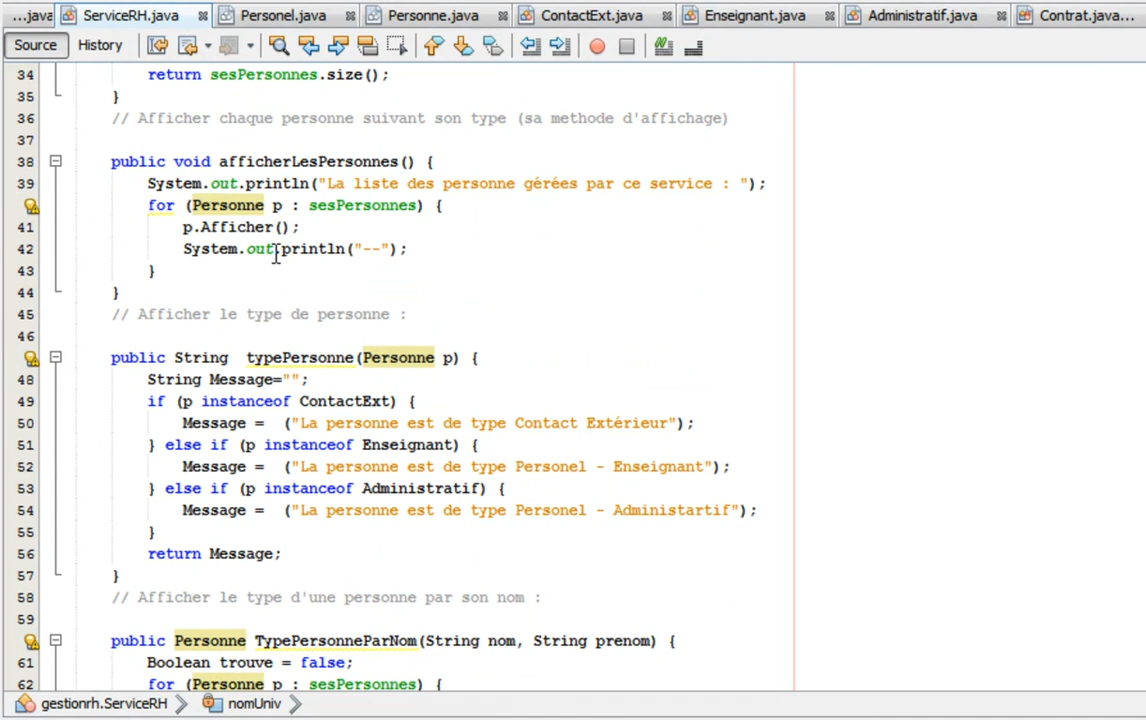 ...java ServiceRH.java Personel.java Personne.java ContactExt.java Enseignant.java Administratif.java Contrat.java...
Source History
34 return sesPersonnes.size();
35 }
36 // Afficher chaque personne suivant son type (sa methode d'affichage)
37
38 public void afficherLesPersonnes() {
39 System.out.println("La liste des personne gérées par ce service : ");
for (Personne p : sesPersonnes) {
41 p.Afficher();
42 System.out.println("--");
43 }
44 }
45 // Afficher le type de personne :
46
public String typePersonne(Personne p) {
48 String Message="";
49 if (p instanceof ContactExt) {
50 Message = ("La personne est de type Contact Extérieur");
51 } else if (p instanceof Enseignant) {
52 Message = ("La personne est de type Personel - Enseignant");
53 } else if (p instanceof Administratif) {
54 Message = ("La personne est de type Personel - Administartif");
55 }
56 return Message;
57 }
58 // Afficher le type d'une personne par son nom :
59
public Personne TypePersonneParNom(String nom, String prenom) {
61 Boolean trouve = false;
62 for (Personne p : sesPersonnes) {
gestionrh.ServiceRH nomUniv